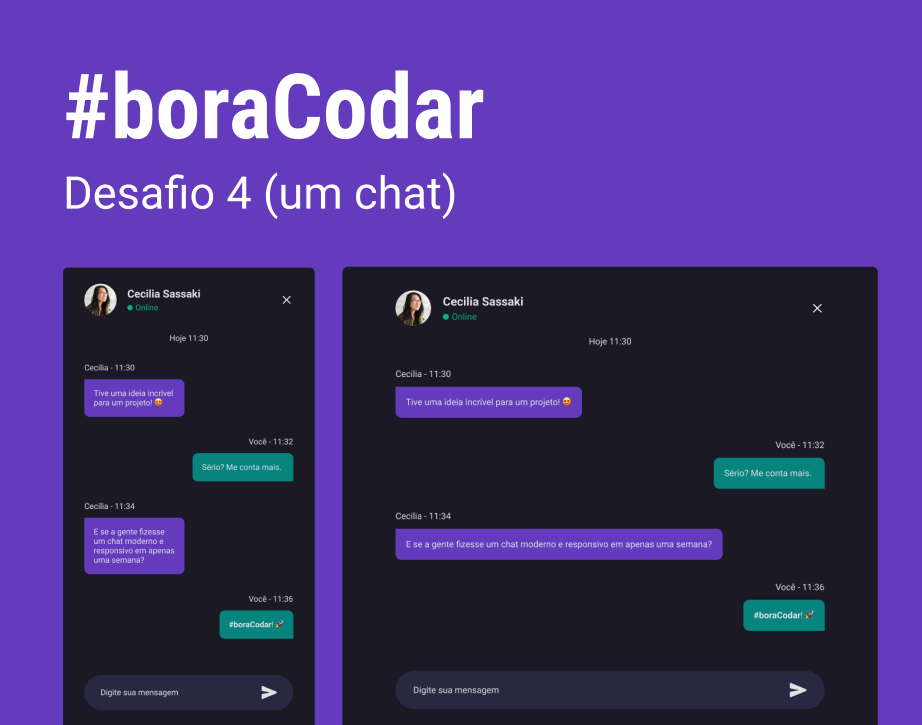 #boraCodar
Desafio 4 (um chat)
Cecilia Sassaki
Online
Hoje 11:30
Cecilia - 11:30
Tive uma ideia incrível
para um projeto! 😍
Você - 11:32
Sério? Me conta mais.
Cecilia - 11:34
E se a gente fizesse
um chat moderno e
responsivo em apenas
uma semana?
Você - 11:36
#boraCodar! 🚀
Digite sua mensagem
Cecilia Sassaki
Online
Hoje 11:30
Cecilia - 11:30
Tive uma ideia incrível para um projeto! 😍
Você - 11:32
Sério? Me conta mais.
Cecilia - 11:34
E se a gente fizesse um chat moderno e responsivo em apenas uma semana?
Você - 11:36
#boraCodar! 🚀
Digite sua mensagem